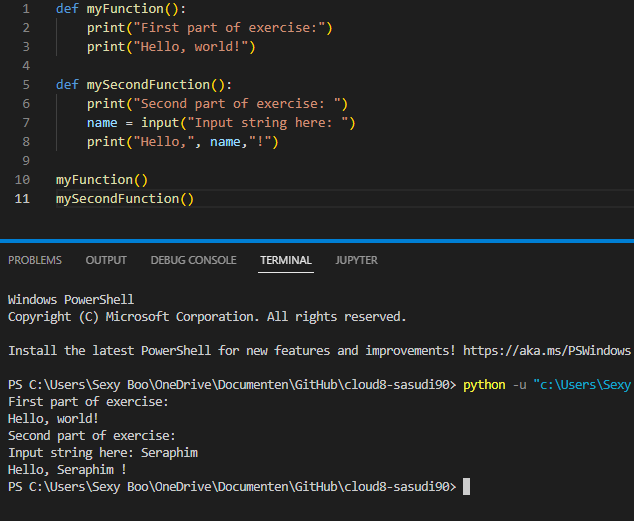 1 def myFunction():
2     print("First part of exercise:")
3     print("Hello, world!")
4
5 def mySecondFunction():
6     print("Second part of exercise: ")
7     name = input("Input string here: ")
8     print("Hello,", name,"!")
9
10 myFunction()
11 mySecondFunction()
PROBLEMS OUTPUT DEBUG CONSOLE TERMINAL JUPYTER
Windows PowerShell
Copyright (C) Microsoft Corporation. All rights reserved.
Install the latest PowerShell for new features and improvements! https://aka.ms/PSWindows
PS C:\Users\Sexy Boo\OneDrive\Documenten\GitHub\cloud8-sasudi90> python -u "c:\Users\Sexy
First part of exercise:
Hello, world!
Second part of exercise:
Input string here: Seraphim
Hello, Seraphim !
PS C:\Users\Sexy Boo\OneDrive\Documenten\GitHub\cloud8-sasudi90>